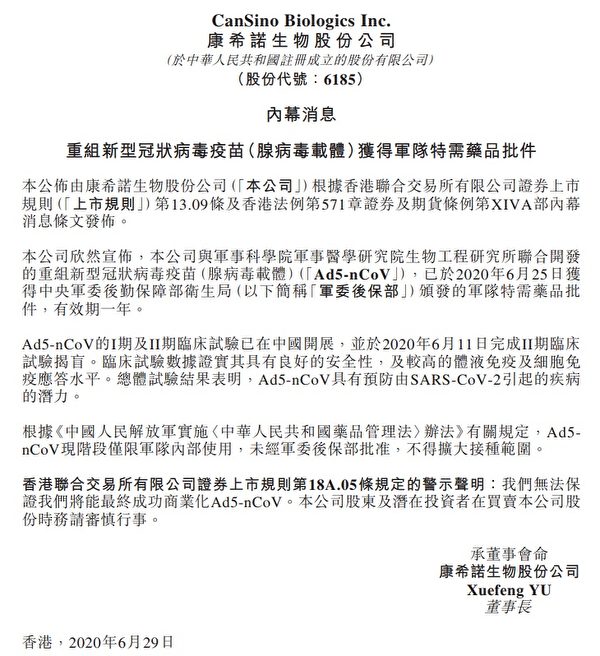 CanSino Biologics Inc.
康希諾生物股份公司
(於中華人民共和國註冊成立的股份有限公司)
(股份代號：6185)
內幕消息
重組新型冠狀病毒疫苗(腺病毒載體)獲得軍隊特需藥品批件
本公佈由康希諾生物股份公司(「本公司」)根據香港聯合交易所有限公司證券上市
規則(「上市規則」)第13.09條及香港法例第571章證券及期貨條例第XIVA部內幕
消息條文發佈。
本公司欣然宣佈，本公司與軍事科學院軍事醫學研究院生物工程研究所聯合開發
的重組新型冠狀病毒疫苗(腺病毒載體)(「Ad5-nCoV」)，已於2020年6月25日獲
得中央軍委後勤保障部衛生局(以下簡稱「軍委後保部」)頒發的軍隊特需藥品批
件，有效期一年。
Ad5-nCoV的I期及II期臨床試驗已在中國開展，並於2020年6月11日完成II期臨床
試驗揭盲。臨床試驗數據證實其具有良好的安全性，及較高的體液免疫及細胞免
疫應答水平。總體試驗結果表明，Ad5-nCoV具有預防由SARS-CoV-2引起的疾病
的潛力。
根據《中國人民解放軍實施〈中華人民共和國藥品管理法〉辦法》有關規定，Ad5-
nCoV現階段僅限軍隊內部使用，未經軍委後保部批准，不得擴大接種範圍。
香港聯合交易所有限公司證券上市規則第18A.05條規定的警示聲明：我們無法保
證我們將能最終成功商業化Ad5-nCoV。本公司股東及潛在投資者在買賣本公司股
份時務請審慎行事。
承董事會命
康希諾生物股份公司
Xuefeng YU
董事長
香港，2020年6月29日